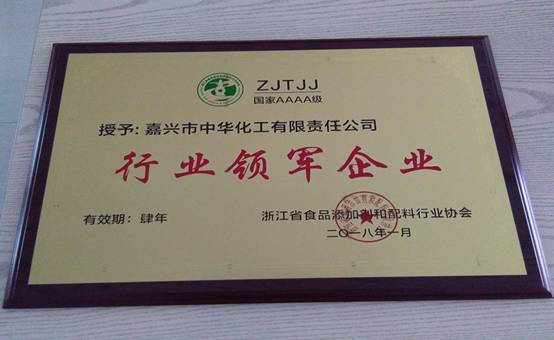 ZJTJJ
国家AAAA级
授予: 嘉兴市中华化工有限责任公司
行业领军企业
有效期: 肆年
浙江省食品添加剂和配料行业协会
二〇一八年一月